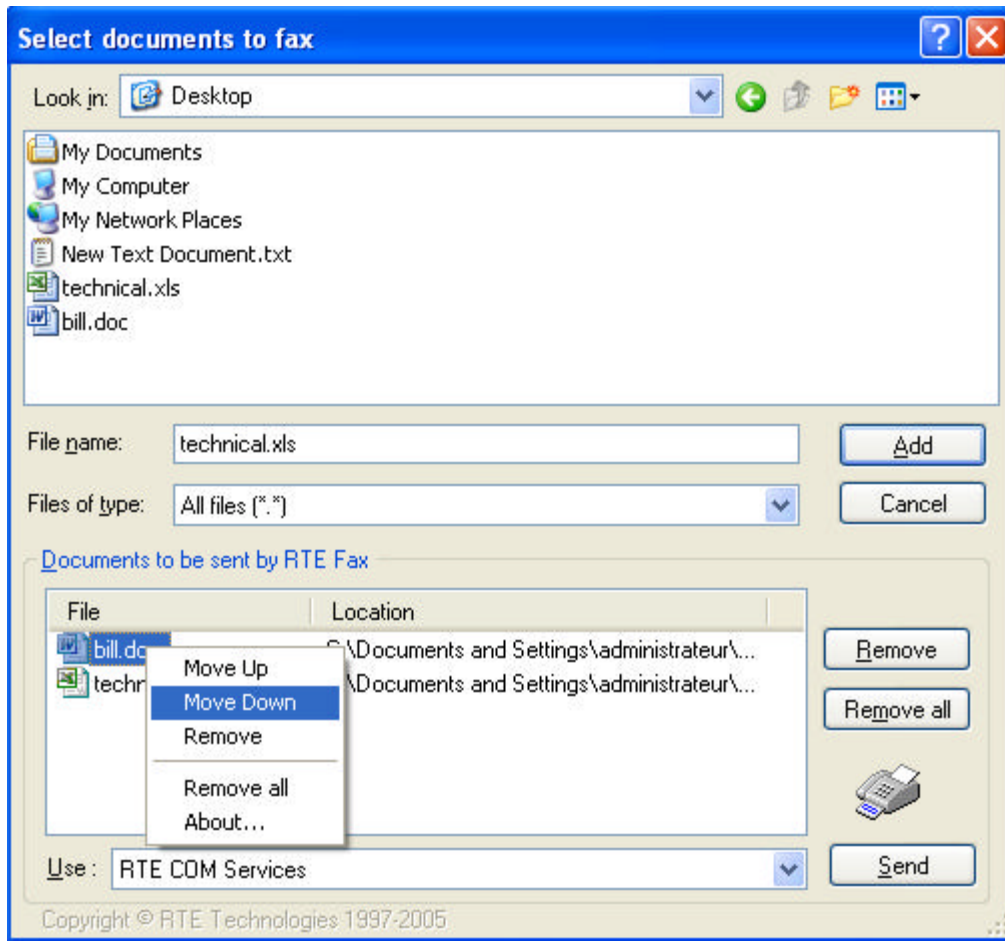 Select documents to fax
Look in: Desktop
My Documents
My Computer
My Network Places
New Text Document.txt
technical.xls
bill.doc
File name: technical.xls Add
Files of type: All files (*.*) Cancel
Documents to be sent by RTE Fax
File Location
bill.do \Documents and Settings\administrateur\... Remove
Move Up
techn \Documents and Settings\administrateur\...
Move Down Remove all
Remove
Remove all
About...
Use : RTE COM Services Send
Copyright © RTE Technologies 1997-2005